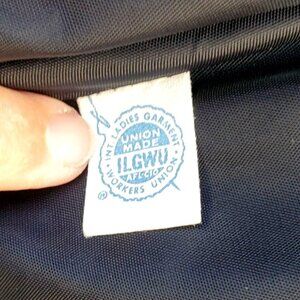 INT LADIES GARMENT
UNION
MADE
ILGWU
AFL-CIO
WORKERS UNION
®